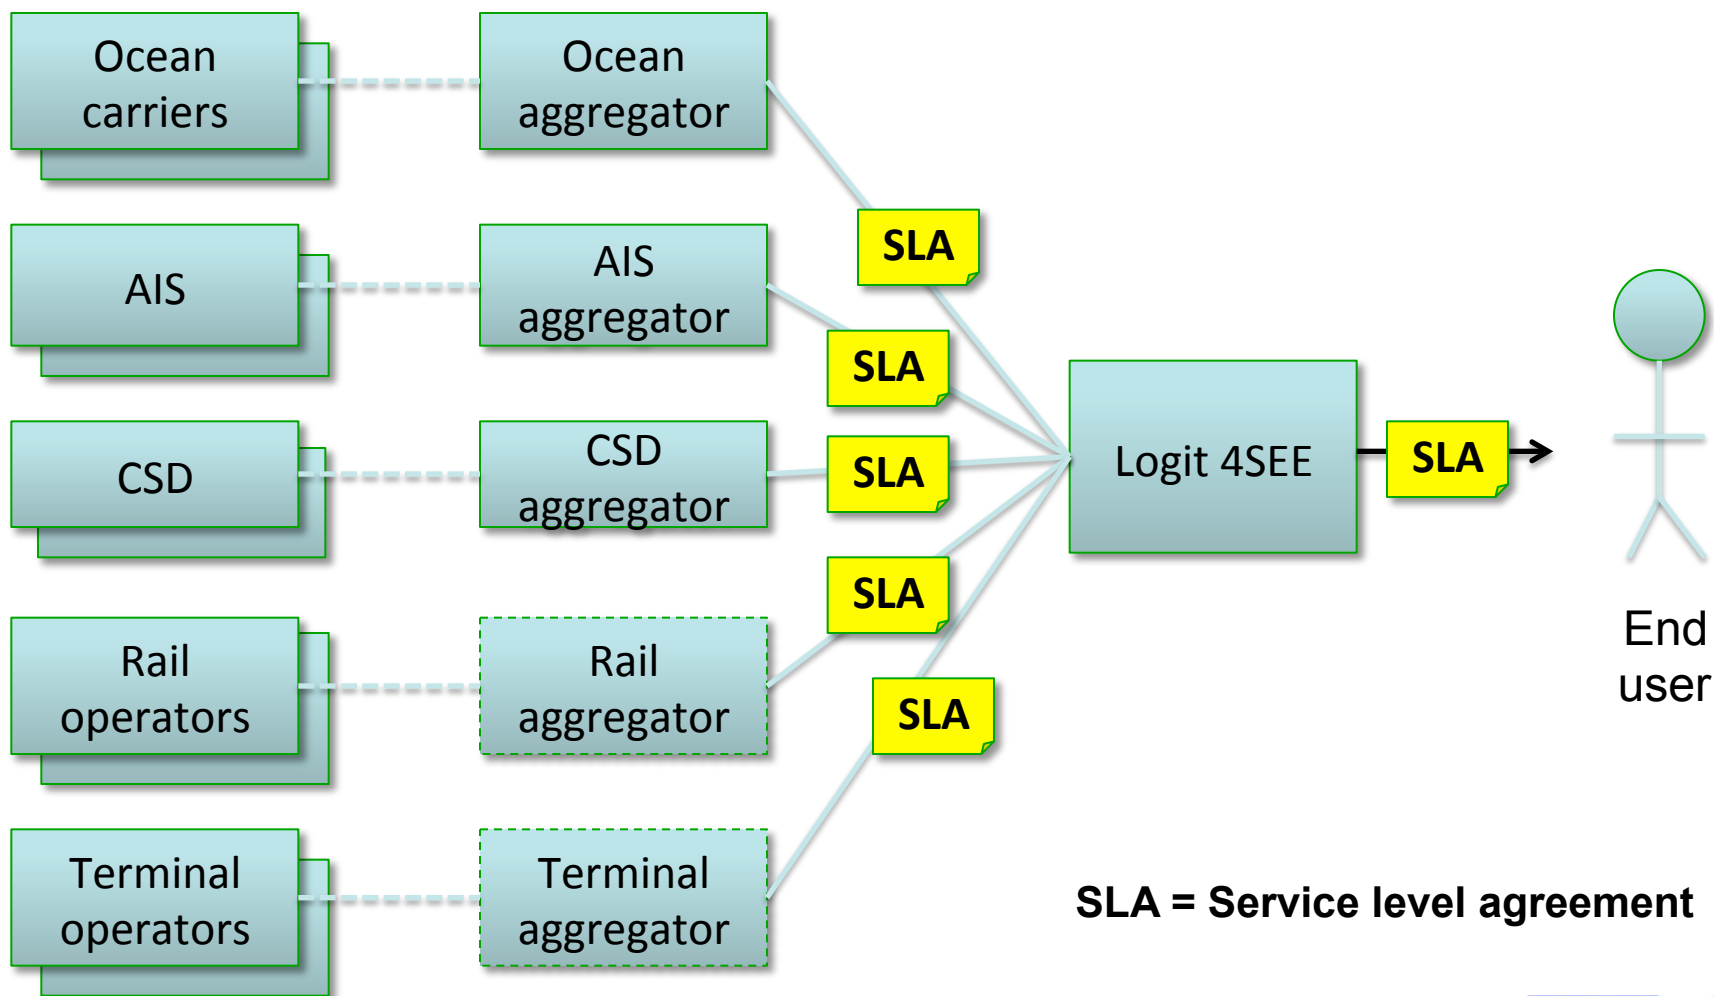 Ocean
carriers
Ocean
aggregator
SLA
AIS
AIS
aggregator
SLA
CSD
CSD
aggregator
SLA
Logit 4SEE
SLA
Rail
operators
Rail
aggregator
SLA
End
user
SLA
Terminal
operators
Terminal
aggregator
SLA = Service level agreement